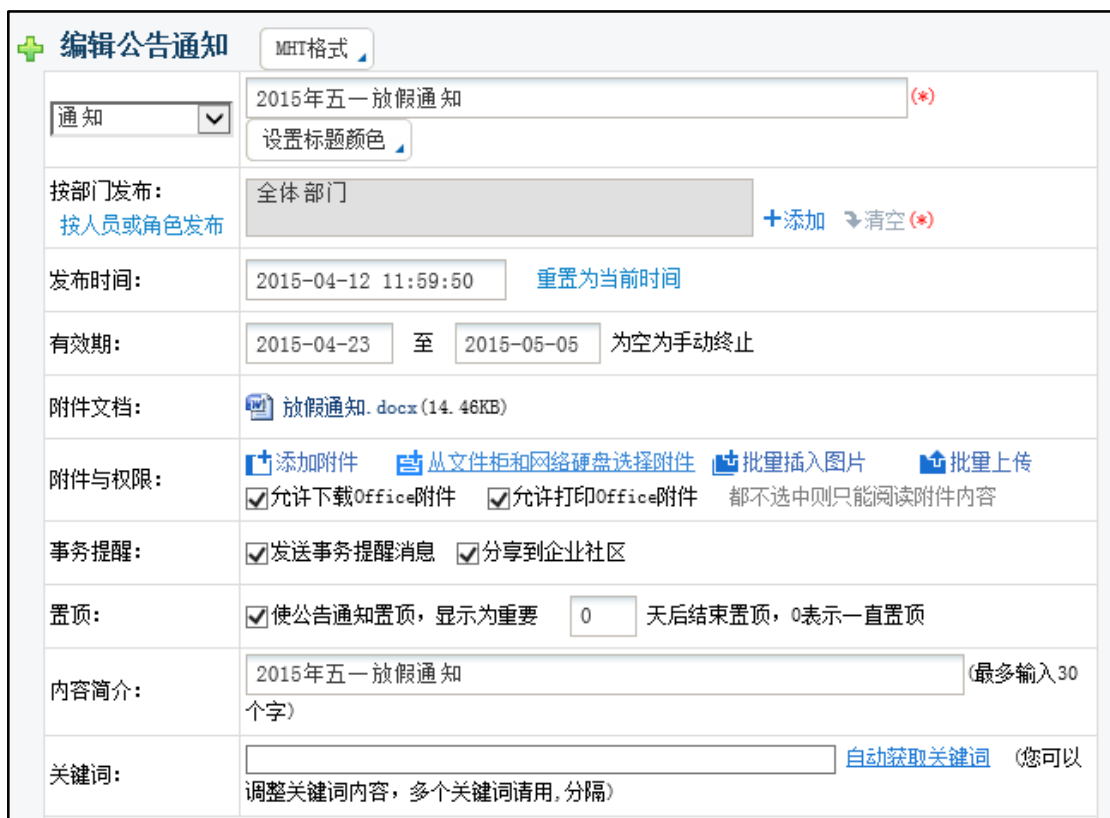 编辑公告通知 MHT格式
通知 2015年五一放假通知 (*)
设置标题颜色
按部门发布： 全体部门
按人员或角色发布 添加 清空(*)
发布时间： 2015-04-12 11:59:50 重置为当前时间
有效期： 2015-04-23 至 2015-05-05 为空为手动终止
附件文档： 放假通知.docx(14.46KB)
附件与权限： 添加附件 从文件柜和网络硬盘选择附件 批量插入图片 批量上传
允许下载Office附件 允许打印Office附件 都不选中则只能阅读附件内容
事务提醒： 发送事务提醒消息 分享到企业社区
置顶： 使公告通知置顶，显示为重要 0 天后结束置顶，0表示一直置顶
内容简介： 2015年五一放假通知 (最多输入30
个字)
关键词： 自动获取关键词 (您可以
调整关键词内容，多个关键词请用,分隔)